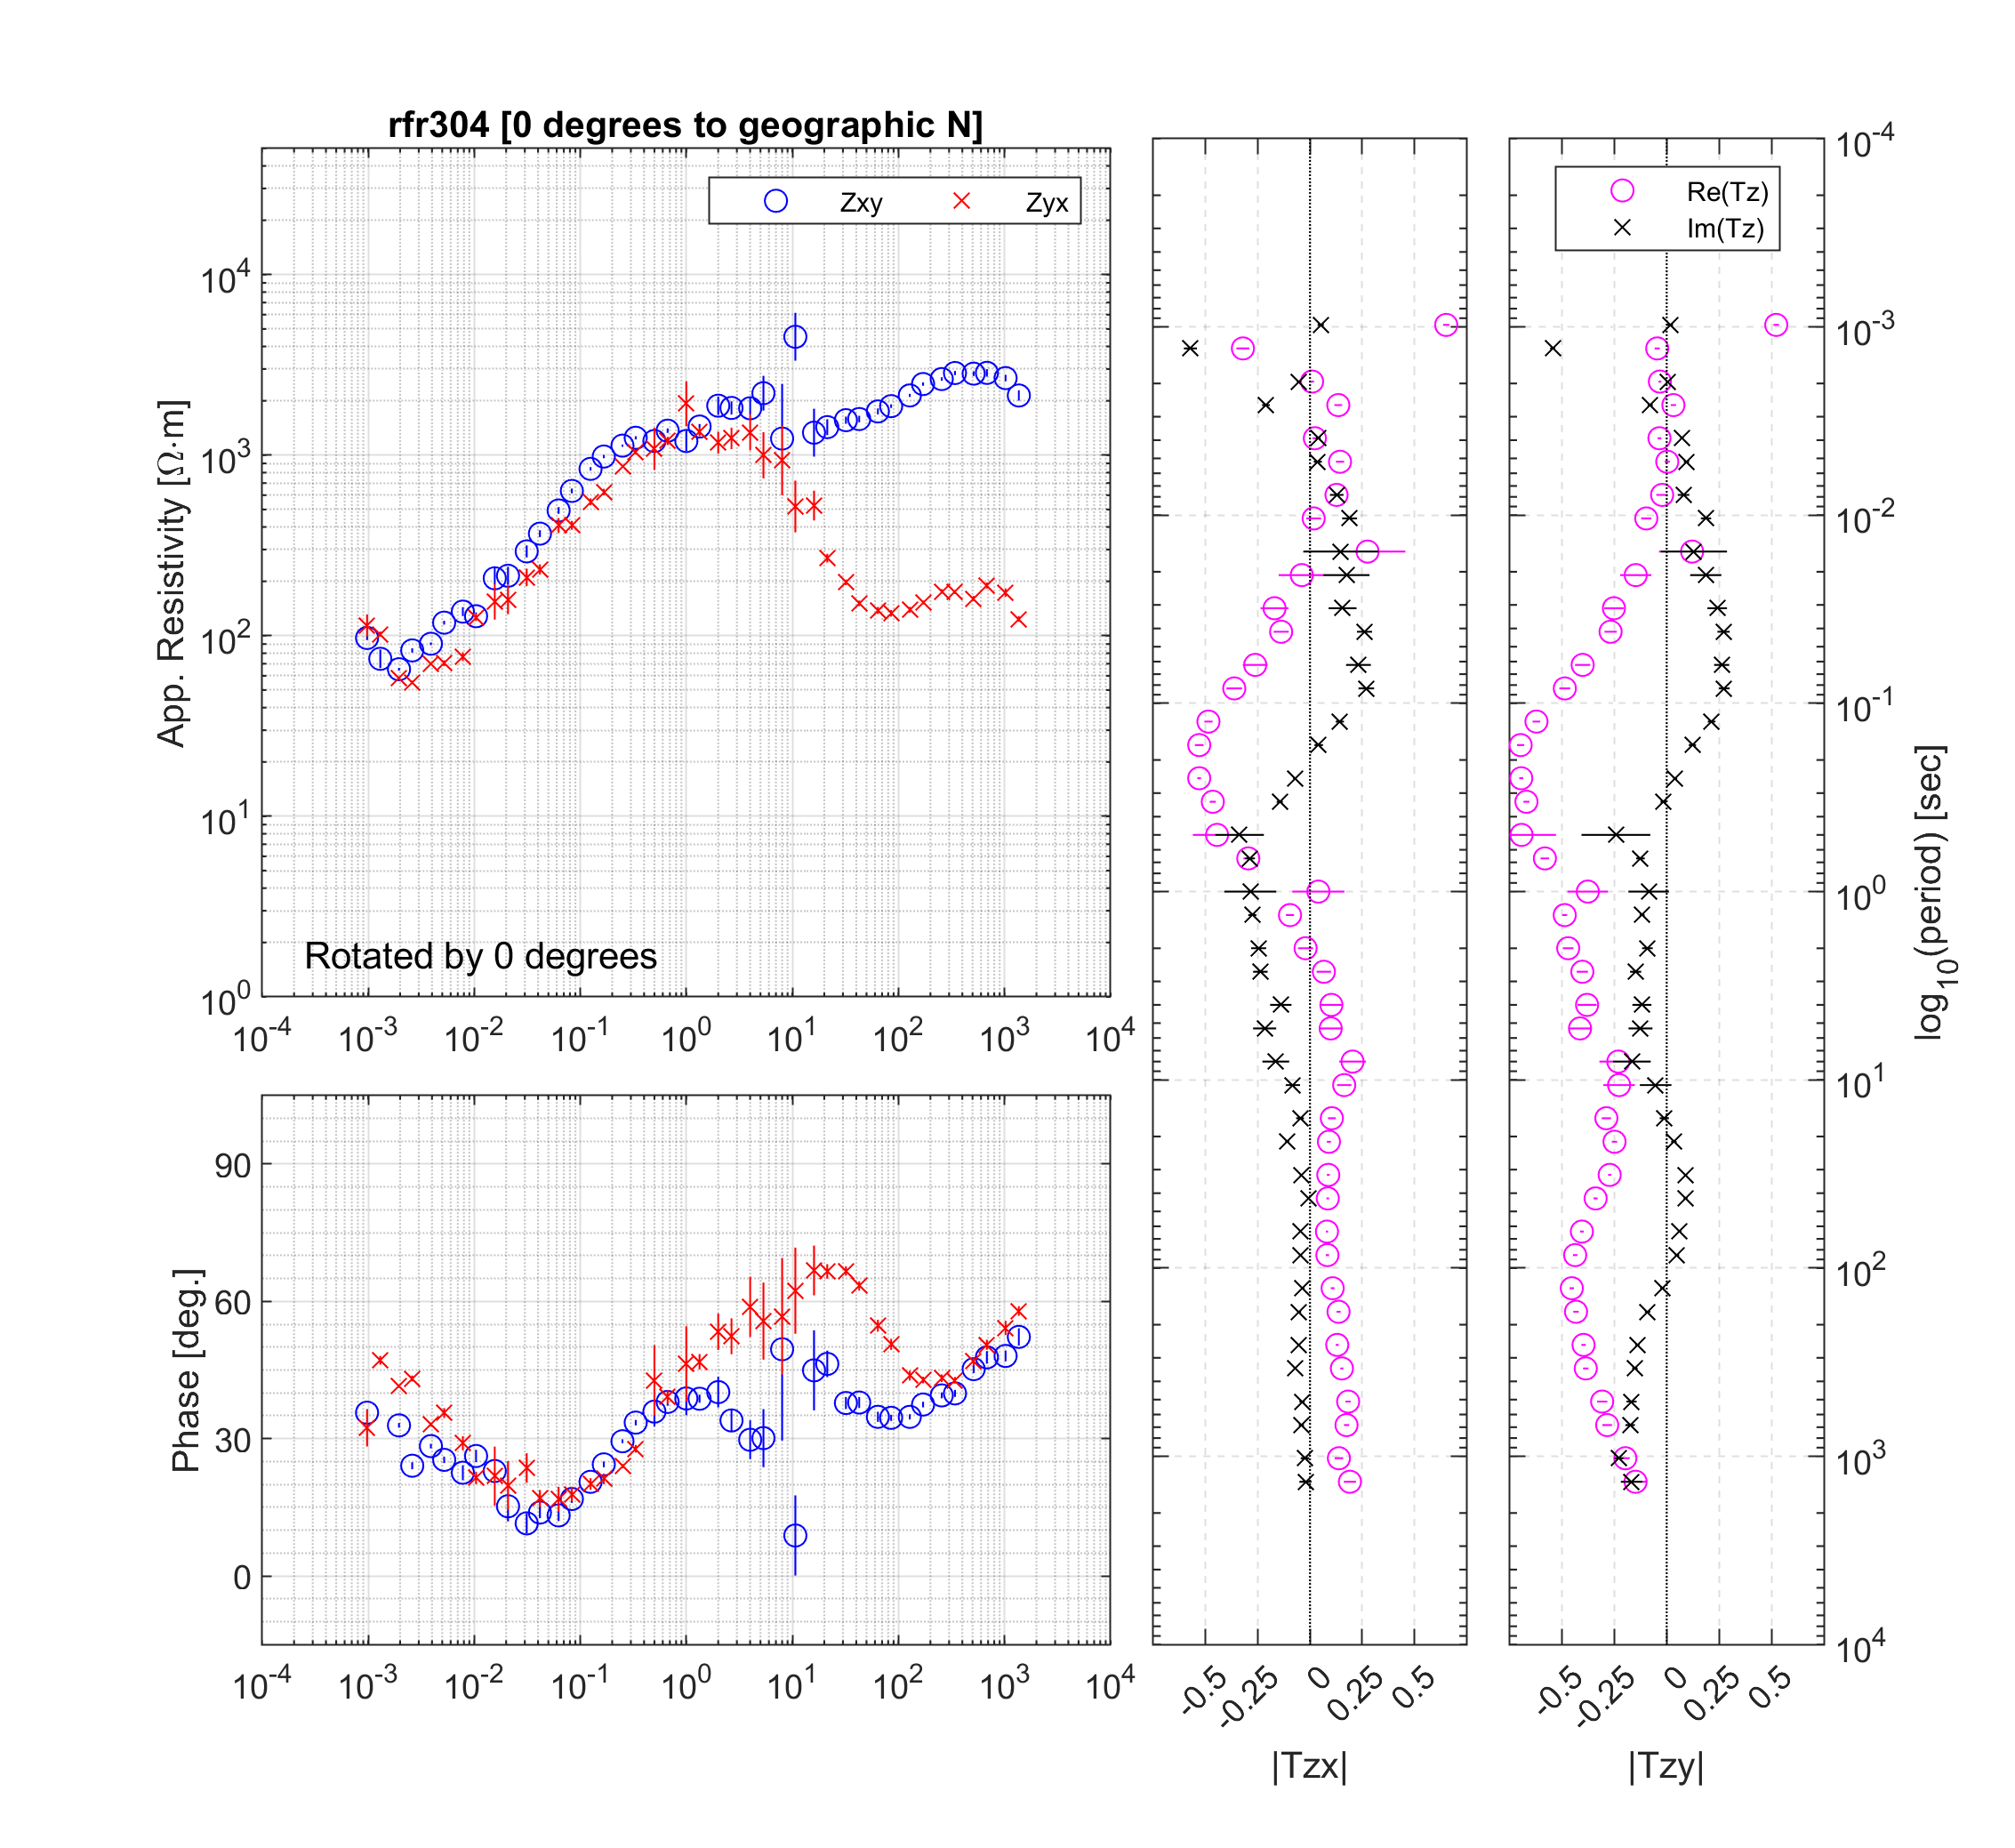 rfr304 [0 degrees to geographic N]
Zxy Zyx
App. Resistivity [Ω·m]
10^4
10^3
10^2
10^1
10^0
Rotated by 0 degrees
10^-4 10^-3 10^-2 10^-1 10^0 10^1 10^2 10^3 10^4
Phase [deg.]
90
60
30
0
10^-4 10^-3 10^-2 10^-1 10^0 10^1 10^2 10^3 10^4
-0.5 -0.25 0 0.25 0.5
|Tzx|
Re(Tz)
Im(Tz)
10^-4
10^-3
10^-2
10^-1
10^0
10^1
10^2
10^3
10^4
log10(period) [sec]
-0.5 -0.25 0 0.25 0.5
|Tzy|